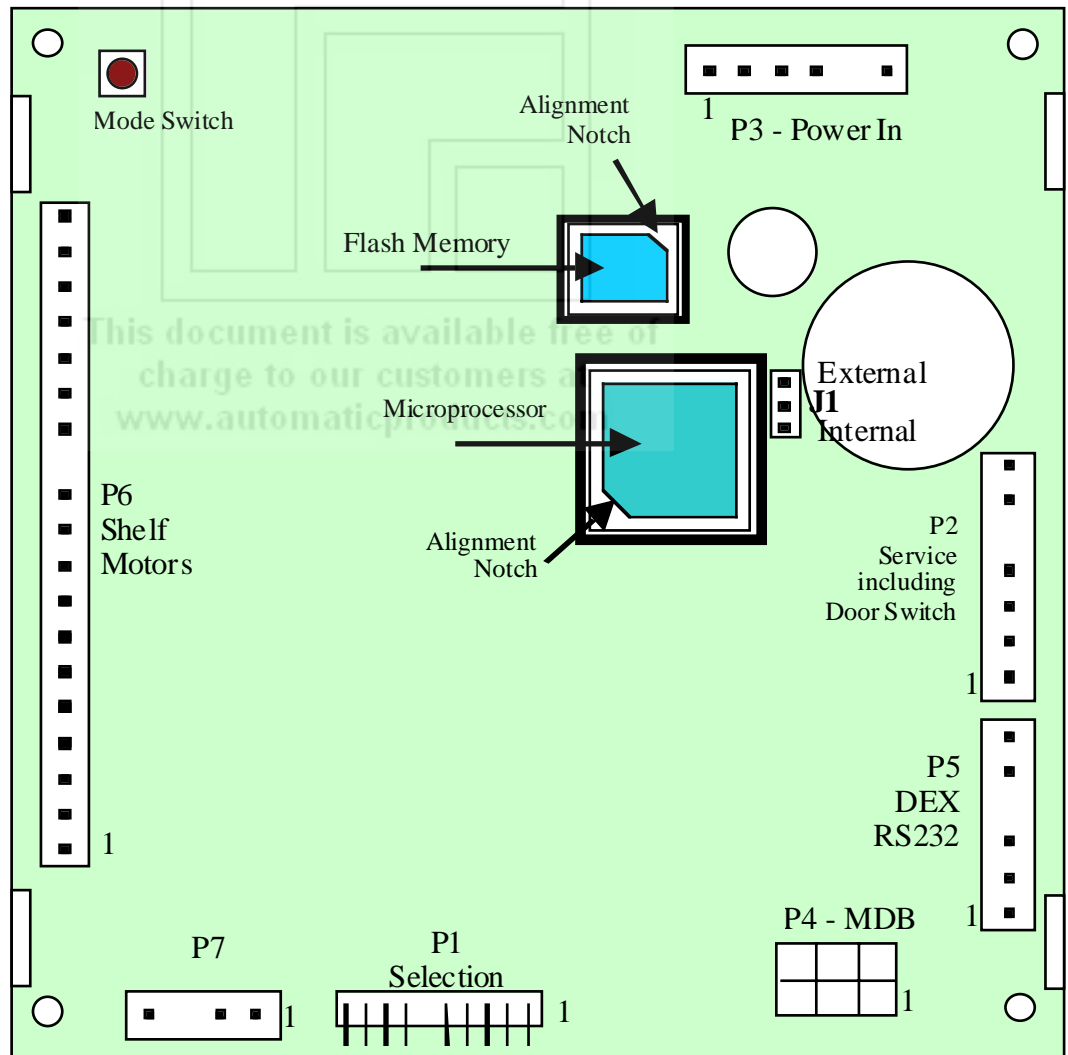 Mode Switch
1
P3 - Power In
Alignment
Notch
Flash Memory
This document is available free of
charge to our customers at
www.automaticproducts.com
External
J1
Internal
Microprocessor
Alignment
Notch
P6
Shelf
Motors
1
P2
Service
including
Door Switch
1
P5
DEX
RS232
1
P4 - MDB
1
P7
1
P1
Selection
1